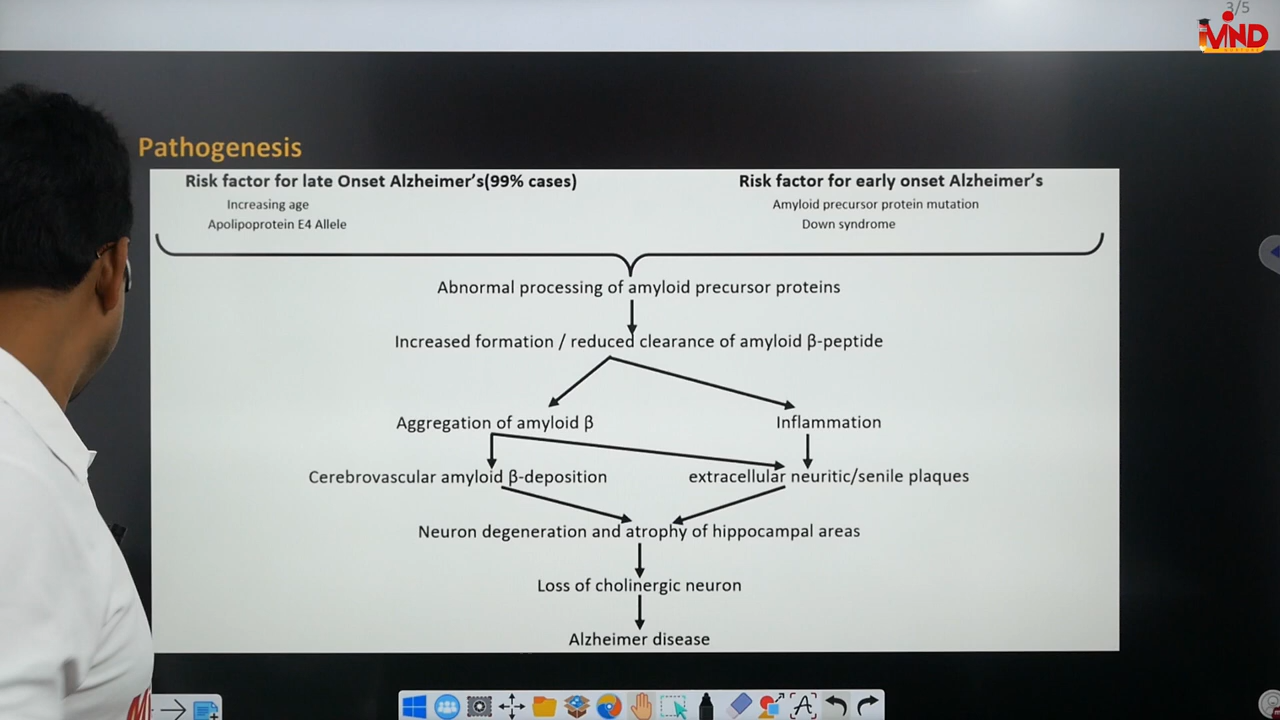 3/5
MIND
Pathogenesis
Risk factor for late Onset Alzheimer's(99% cases)
Increasing age
Apolipoprotein E4 Allele
Risk factor for early onset Alzheimer's
Amyloid precursor protein mutation
Down syndrome
Abnormal processing of amyloid precursor proteins
Increased formation / reduced clearance of amyloid β-peptide
Aggregation of amyloid β
Inflammation
Cerebrovascular amyloid β-deposition
extracellular neuritic/senile plaques
Neuron degeneration and atrophy of hippocampal areas
Loss of cholinergic neuron
Alzheimer disease